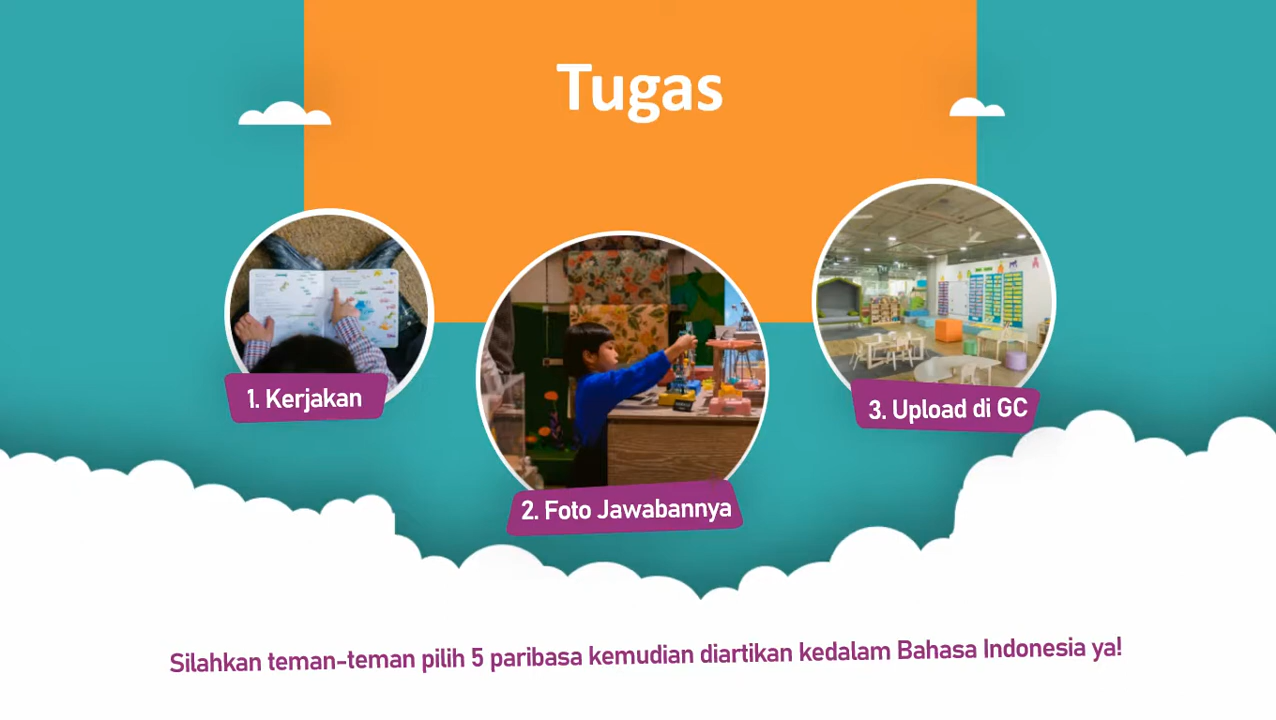 Tugas
1. Kerjakan
2. Foto Jawabannya
3. Upload di GC
Silahkan teman-teman pilih 5 paribasa kemudian diartikan kedalam Bahasa Indonesia ya!